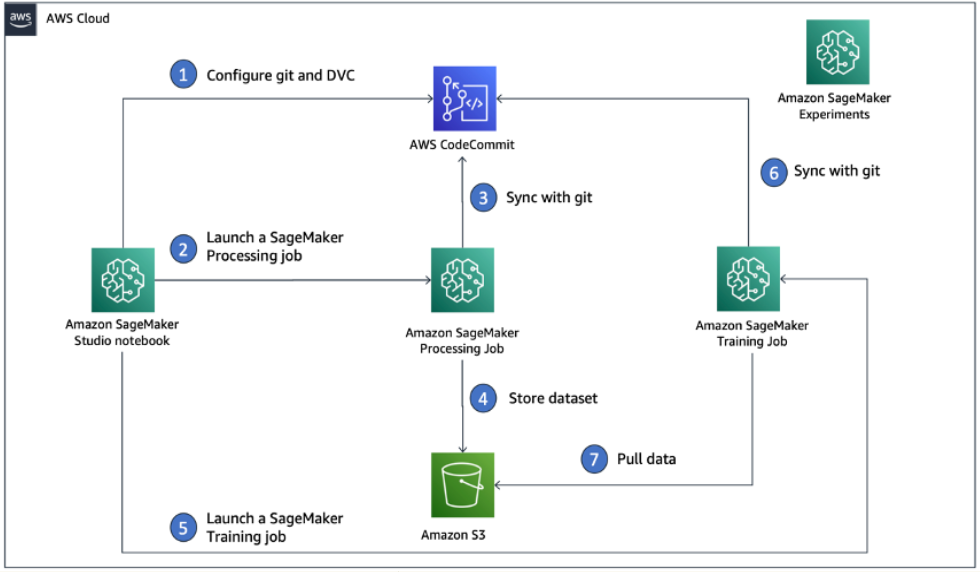 aws
AWS Cloud
1
Configure git and DVC
</>
AWS CodeCommit
Amazon SageMaker
Experiments
6
Sync with git
3
Sync with git
2
Launch a SageMaker
Processing job
Amazon SageMaker
Studio notebook
Amazon SageMaker
Processing Job
Amazon SageMaker
Training Job
4
Store dataset
7
Pull data
5
Launch a SageMaker
Training job
Amazon S3